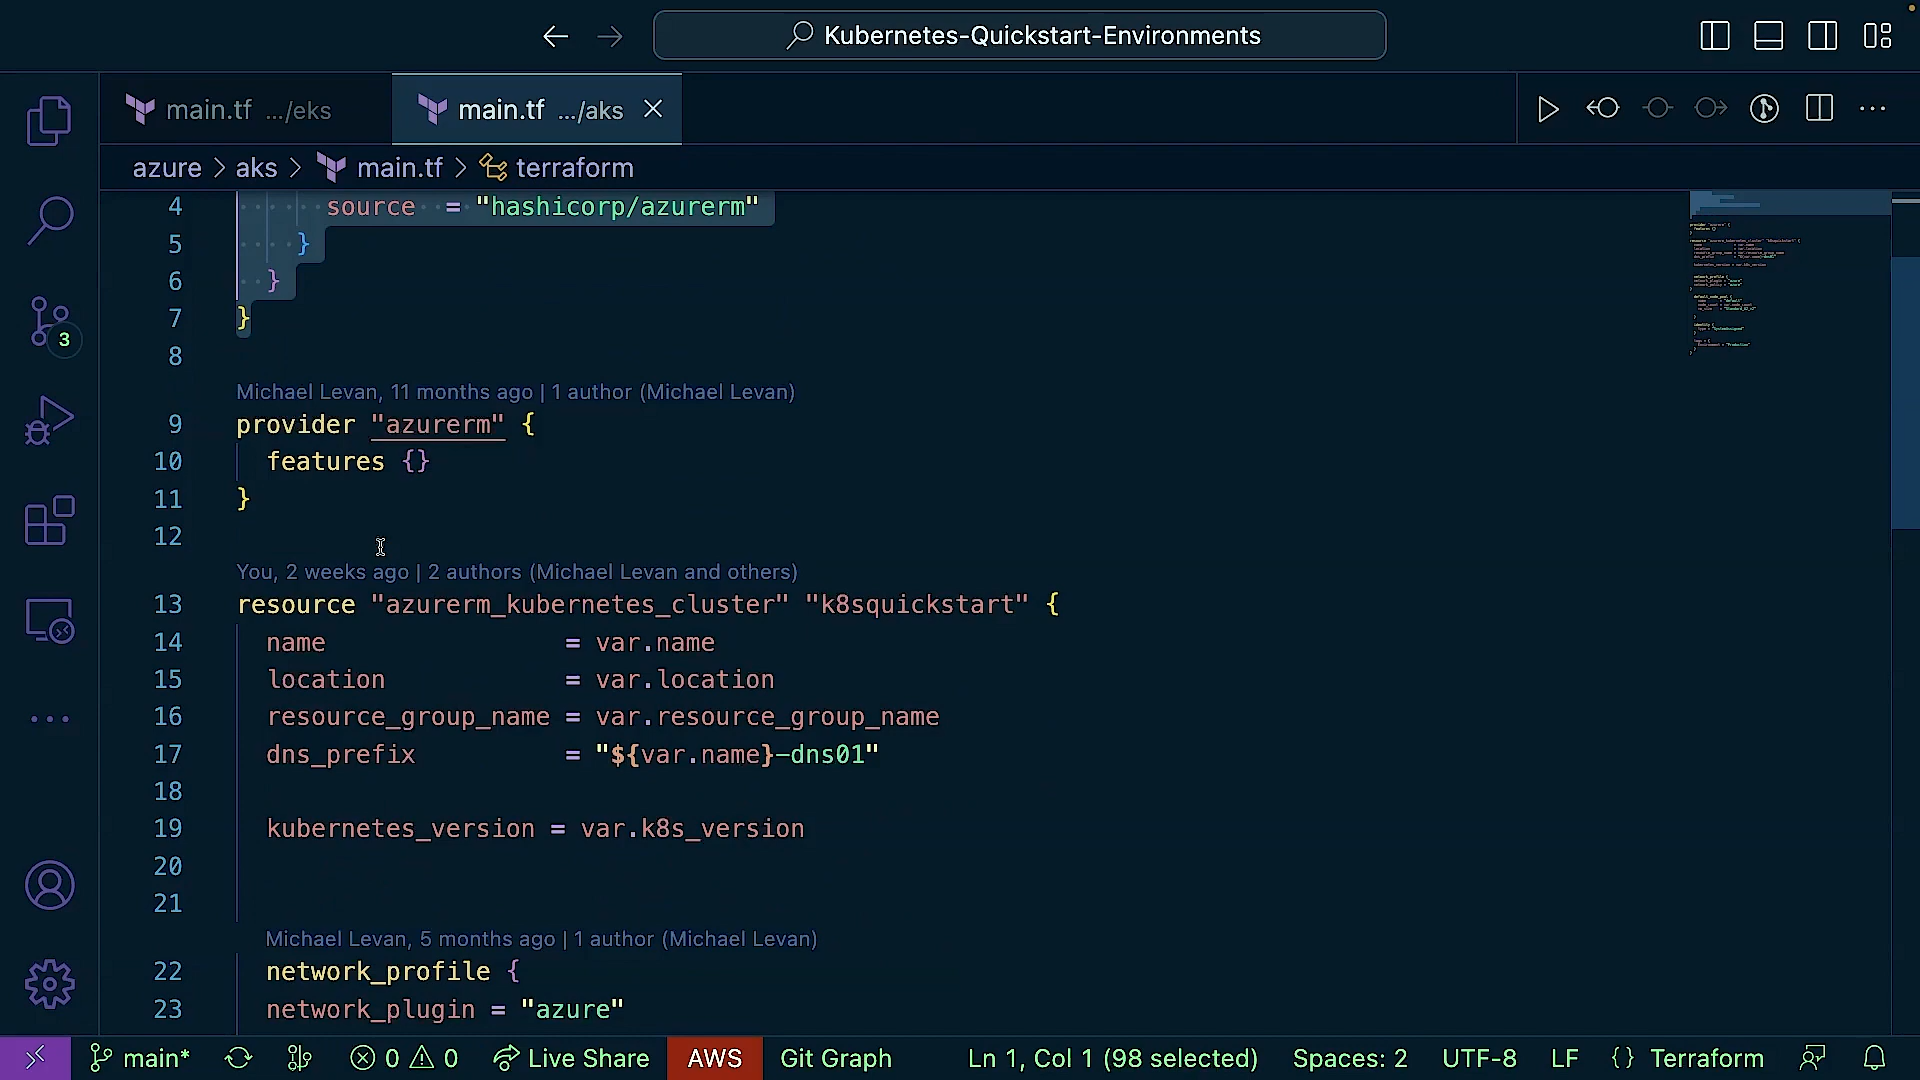 Kubernetes-Quickstart-Environments
main.tf .../eks
main.tf .../aks
azure > aks > main.tf > terraform
4 source = "hashicorp/azurerm"
5 }
6 }
7 }
8
Michael Levan, 11 months ago | 1 author (Michael Levan)
9 provider "azurerm" {
10 features {}
11 }
12
You, 2 weeks ago | 2 authors (Michael Levan and others)
13 resource "azurerm_kubernetes_cluster" "k8squickstart" {
14 name = var.name
15 location = var.location
16 resource_group_name = var.resource_group_name
17 dns_prefix = "${var.name}-dns01"
18
19 kubernetes_version = var.k8s_version
20
21
Michael Levan, 5 months ago | 1 author (Michael Levan)
22 network_profile {
23 network_plugin = "azure"
3
main* 0 0 Live Share AWS Git Graph Ln 1, Col 1 (98 selected) Spaces: 2 UTF-8 LF {} Terraform